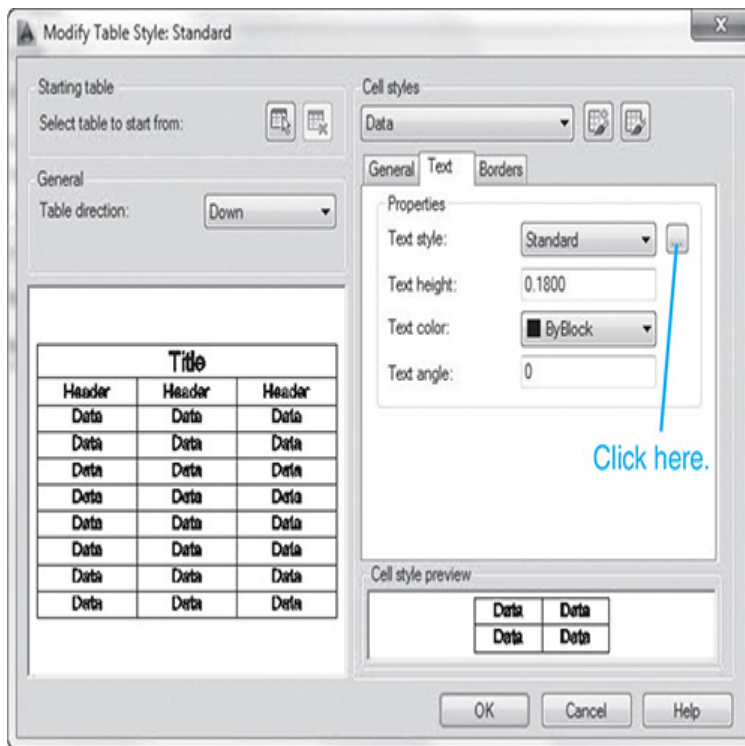 Modify Table Style: Standard
X
Starting table
Select table to start from:
General
Table direction: Down
Title
Header Header Header
Data Data Data
Data Data Data
Data Data Data
Data Data Data
Data Data Data
Data Data Data
Data Data Data
Data Data Data
Cell styles
Data
General Text Borders
Properties
Text style: Standard ...
Text height: 0.1800
Text color: ByBlock
Text angle: 0
Click here.
Cell style preview
Data Data
Data Data
OK Cancel Help